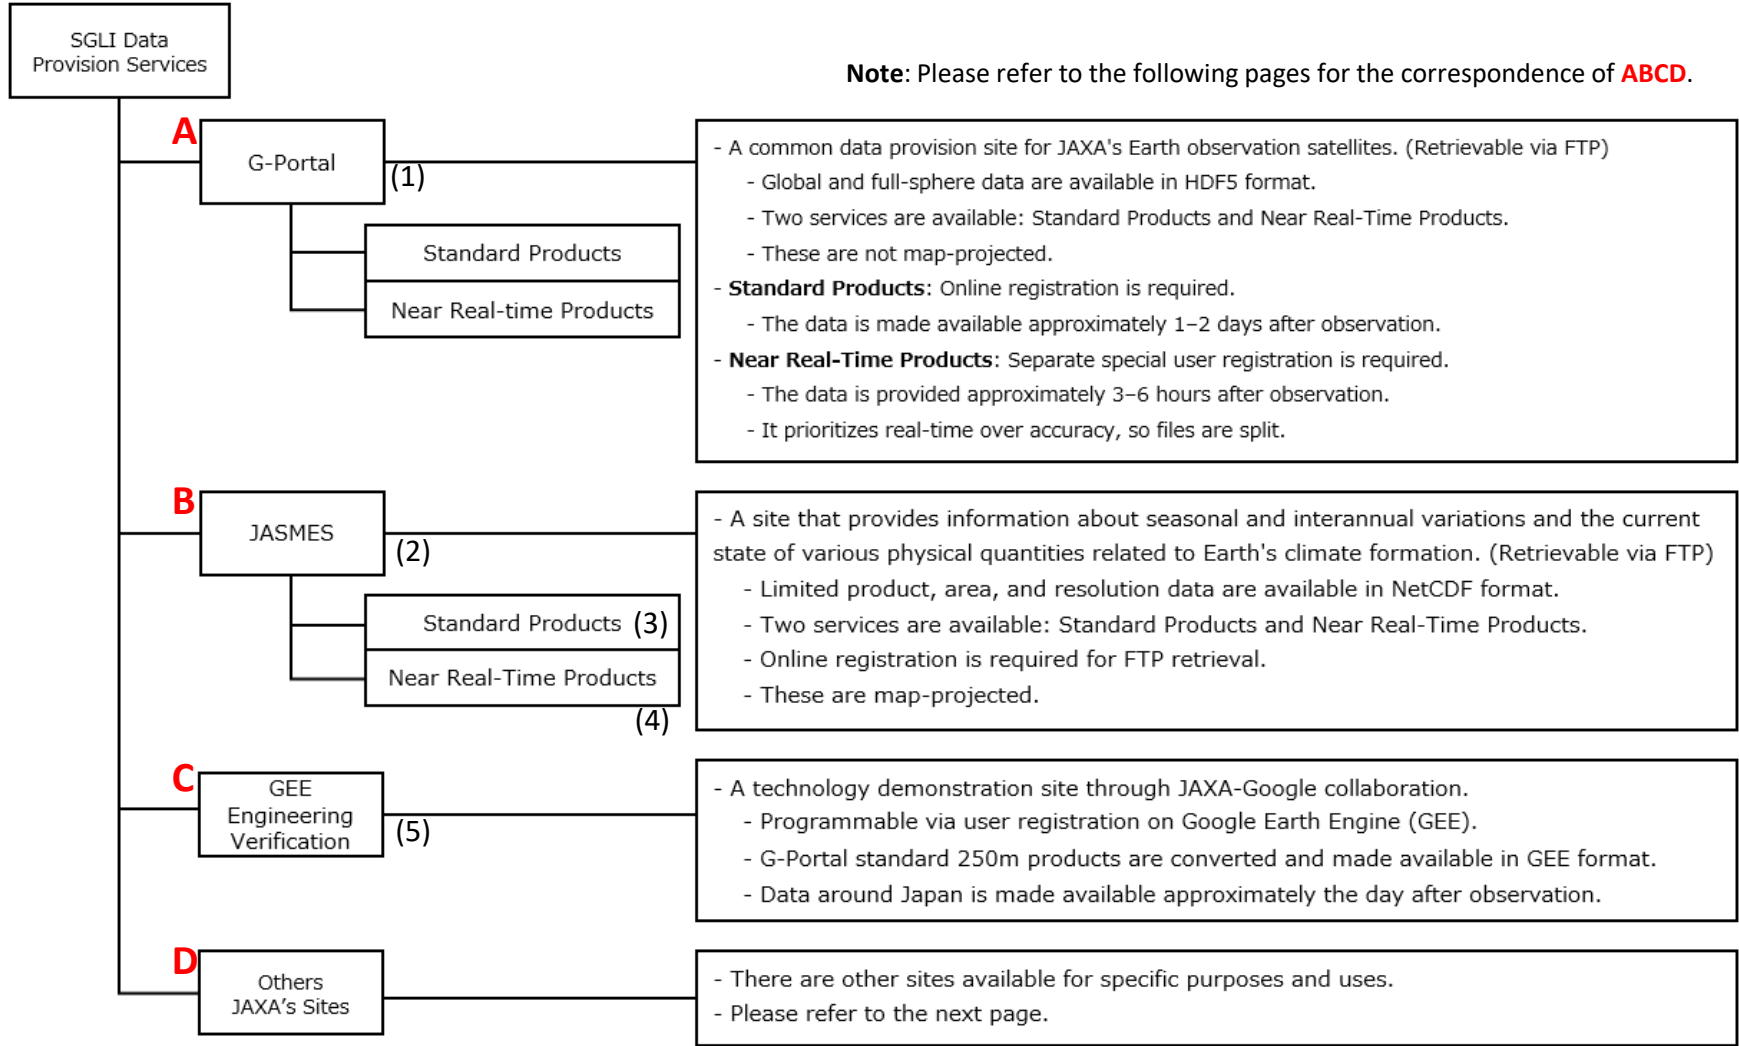 SGLI Data
Provision Services
Note: Please refer to the following pages for the correspondence of ABCD.
A
G-Portal
(1)
Standard Products
Near Real-time Products
- A common data provision site for JAXA's Earth observation satellites. (Retrievable via FTP)
- Global and full-sphere data are available in HDF5 format.
- Two services are available: Standard Products and Near Real-Time Products.
- These are not map-projected.
- Standard Products: Online registration is required.
- The data is made available approximately 1–2 days after observation.
- Near Real-Time Products: Separate special user registration is required.
- The data is provided approximately 3–6 hours after observation.
- It prioritizes real-time over accuracy, so files are split.
B
JASMES
(2)
Standard Products (3)
Near Real-Time Products
(4)
- A site that provides information about seasonal and interannual variations and the current
state of various physical quantities related to Earth's climate formation. (Retrievable via FTP)
- Limited product, area, and resolution data are available in NetCDF format.
- Two services are available: Standard Products and Near Real-Time Products.
- Online registration is required for FTP retrieval.
- These are map-projected.
C
GEE
Engineering
Verification
(5)
- A technology demonstration site through JAXA-Google collaboration.
- Programmable via user registration on Google Earth Engine (GEE).
- G-Portal standard 250m products are converted and made available in GEE format.
- Data around Japan is made available approximately the day after observation.
D
Others
JAXA’s Sites
- There are other sites available for specific purposes and uses.
- Please refer to the next page.